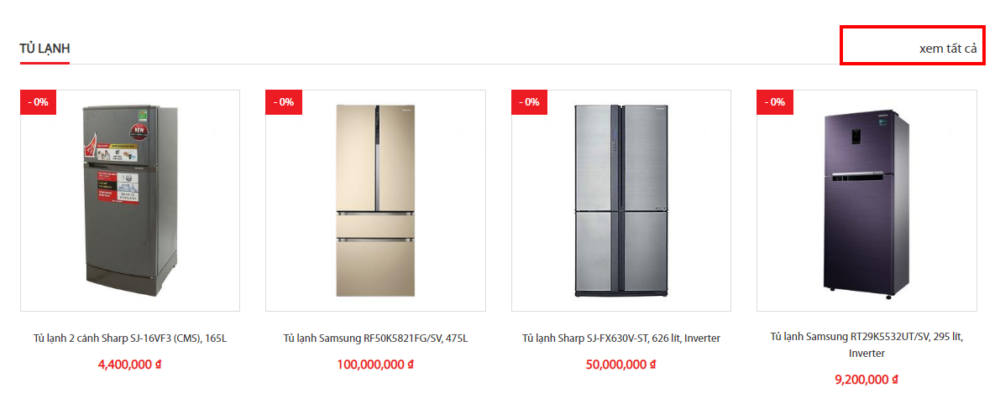 TỦ LẠNH
xem tất cả
- 0%
- 0%
- 0%
- 0%
NEW
SAMSUNG
Tủ lạnh 2 cánh Sharp SJ-16VF3 (CMS), 165L
4,400,000 ₫
Tủ lạnh Samsung RF50K5821FG/SV, 475L
100,000,000 ₫
Tủ lạnh Sharp SJ-FX630V-ST, 626 lít, Inverter
50,000,000 ₫
Tủ lạnh Samsung RT29K5532UT/SV, 295 lít,
Inverter
9,200,000 ₫